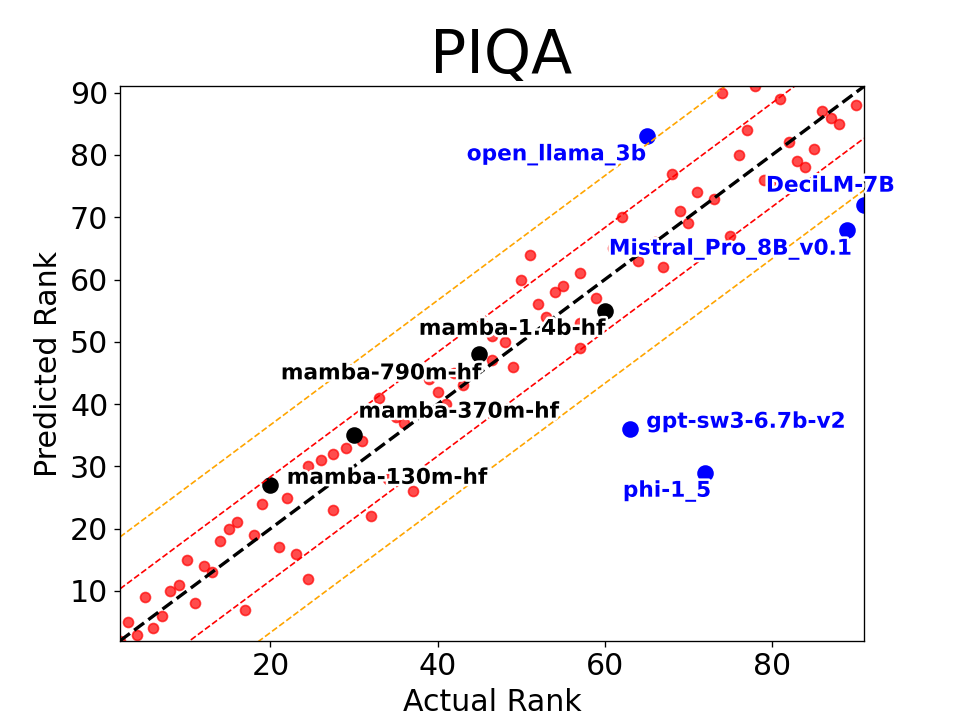 PIQA
Predicted Rank
90
80
70
60
50
40
30
20
10
open_llama_3b
DeciLM-7B
Mistral_Pro_8B_v0.1
mamba-1.4b-hf
mamba-790m-hf
mamba-370m-hf
gpt-sw3-6.7b-v2
mamba-130m-hf
phi-1_5
20 40 60 80
Actual Rank